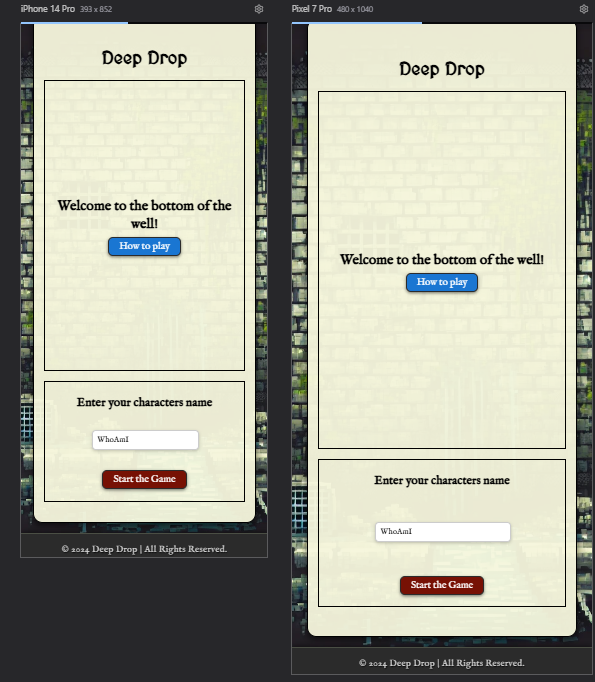 iPhone 14 Pro 393 x 852
Deep Drop
Welcome to the bottom of the
well!
How to play
Enter your characters name
WhoAmI
Start the Game
© 2024 Deep Drop | All Rights Reserved.
Pixel 7 Pro 480 x 1040
Deep Drop
Welcome to the bottom of the well!
How to play
Enter your characters name
WhoAmI
Start the Game
© 2024 Deep Drop | All Rights Reserved.